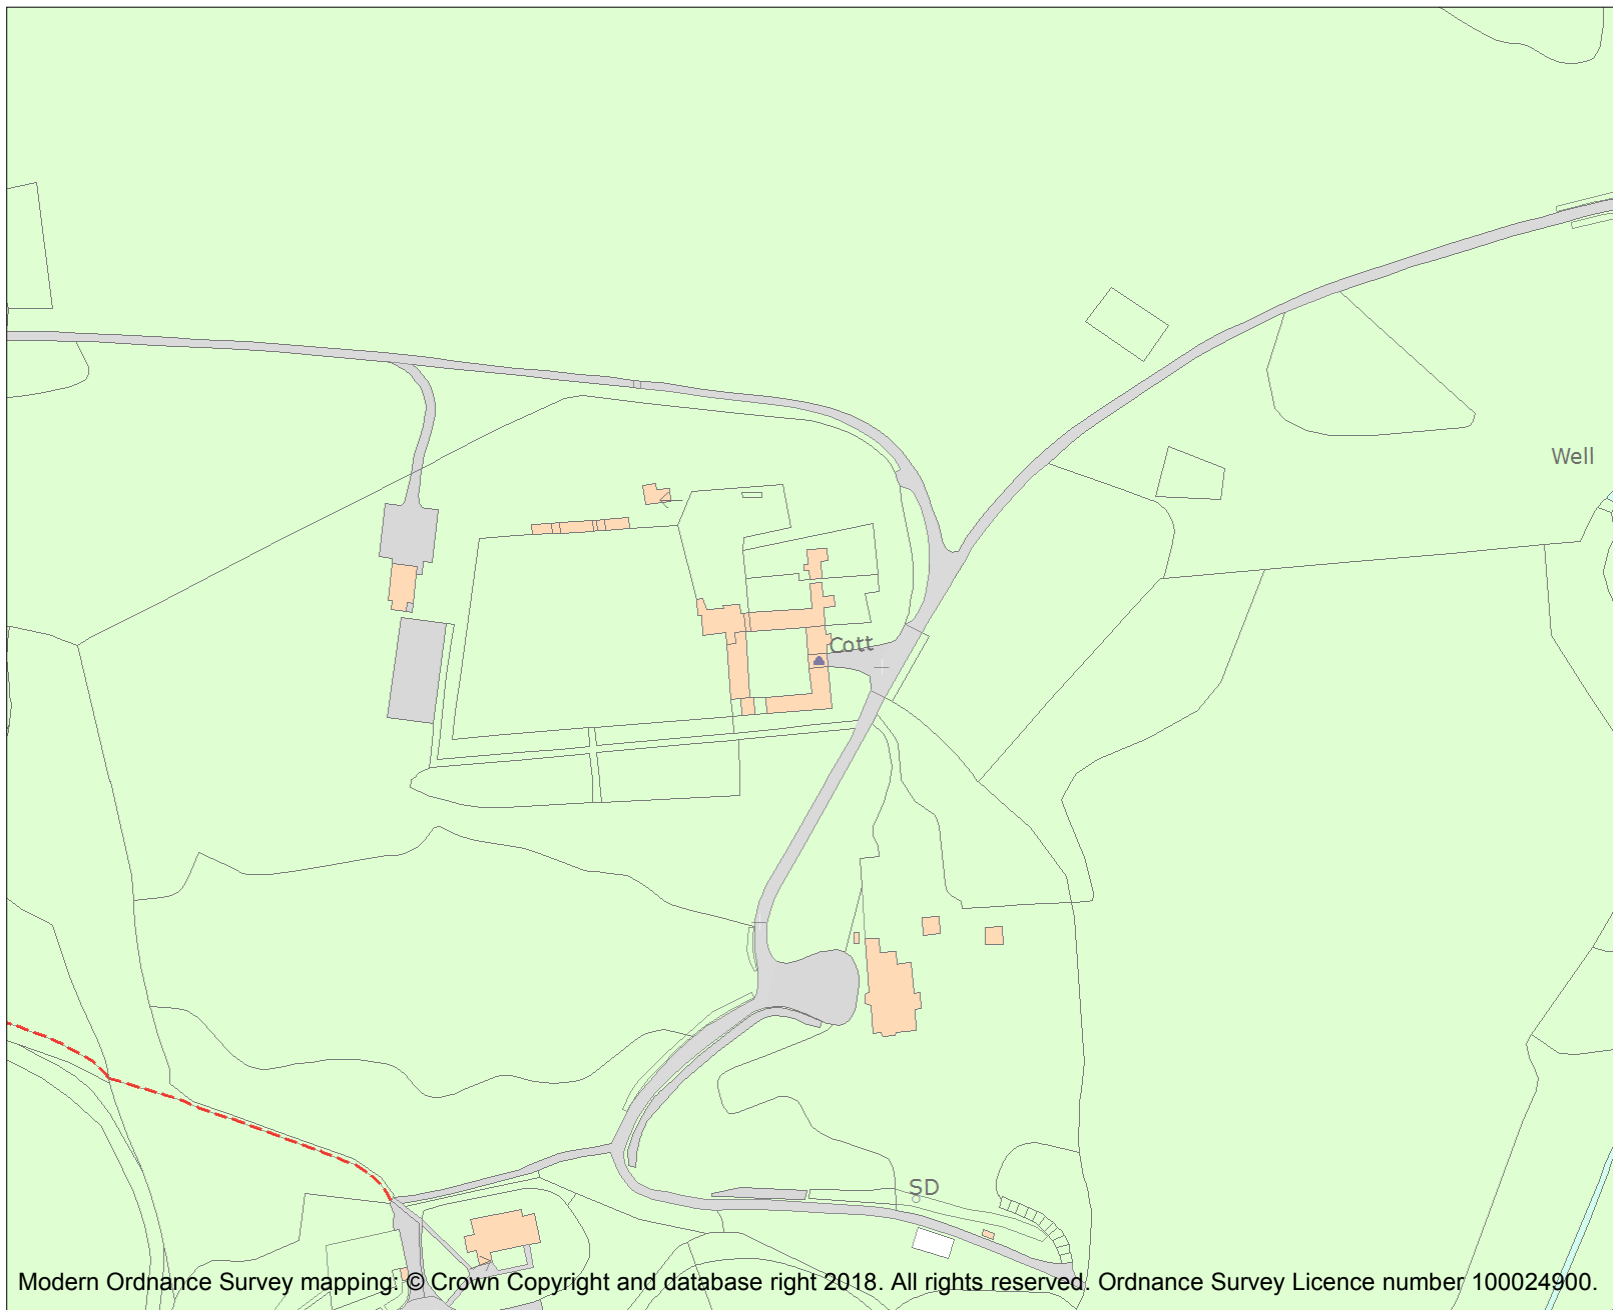 Well
Cott
SD
Modern Ordnance Survey mapping: © Crown Copyright and database right 2018. All rights reserved. Ordnance Survey Licence number 100024900.